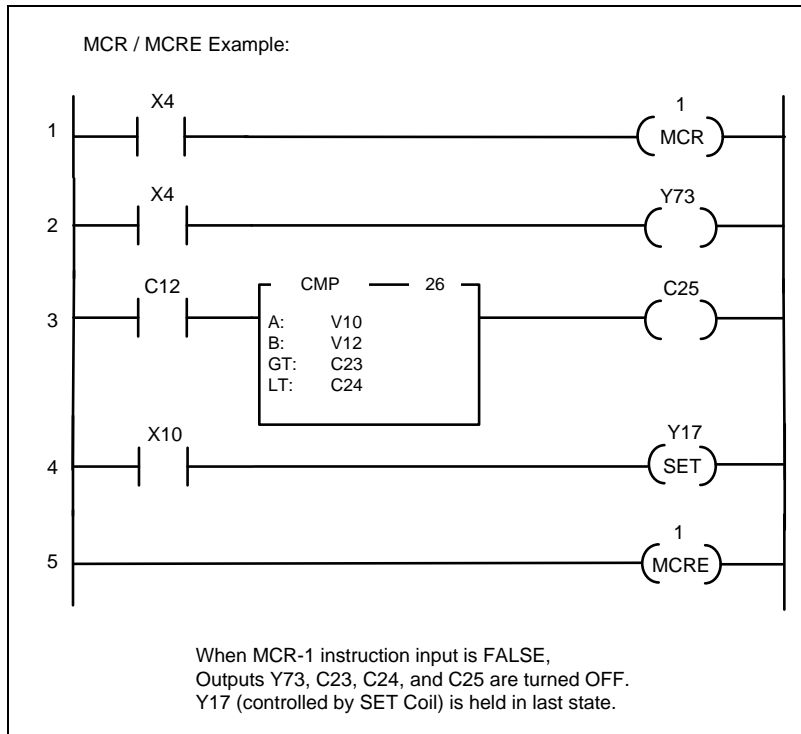 MCR / MCRE Example:
X4 1
1 MCR
X4 Y73
2
C12 CMP 26 C25
3
A: V10
B: V12
GT: C23
LT: C24
X10 Y17
4 SET
1
5 MCRE
When MCR-1 instruction input is FALSE,
Outputs Y73, C23, C24, and C25 are turned OFF.
Y17 (controlled by SET Coil) is held in last state.